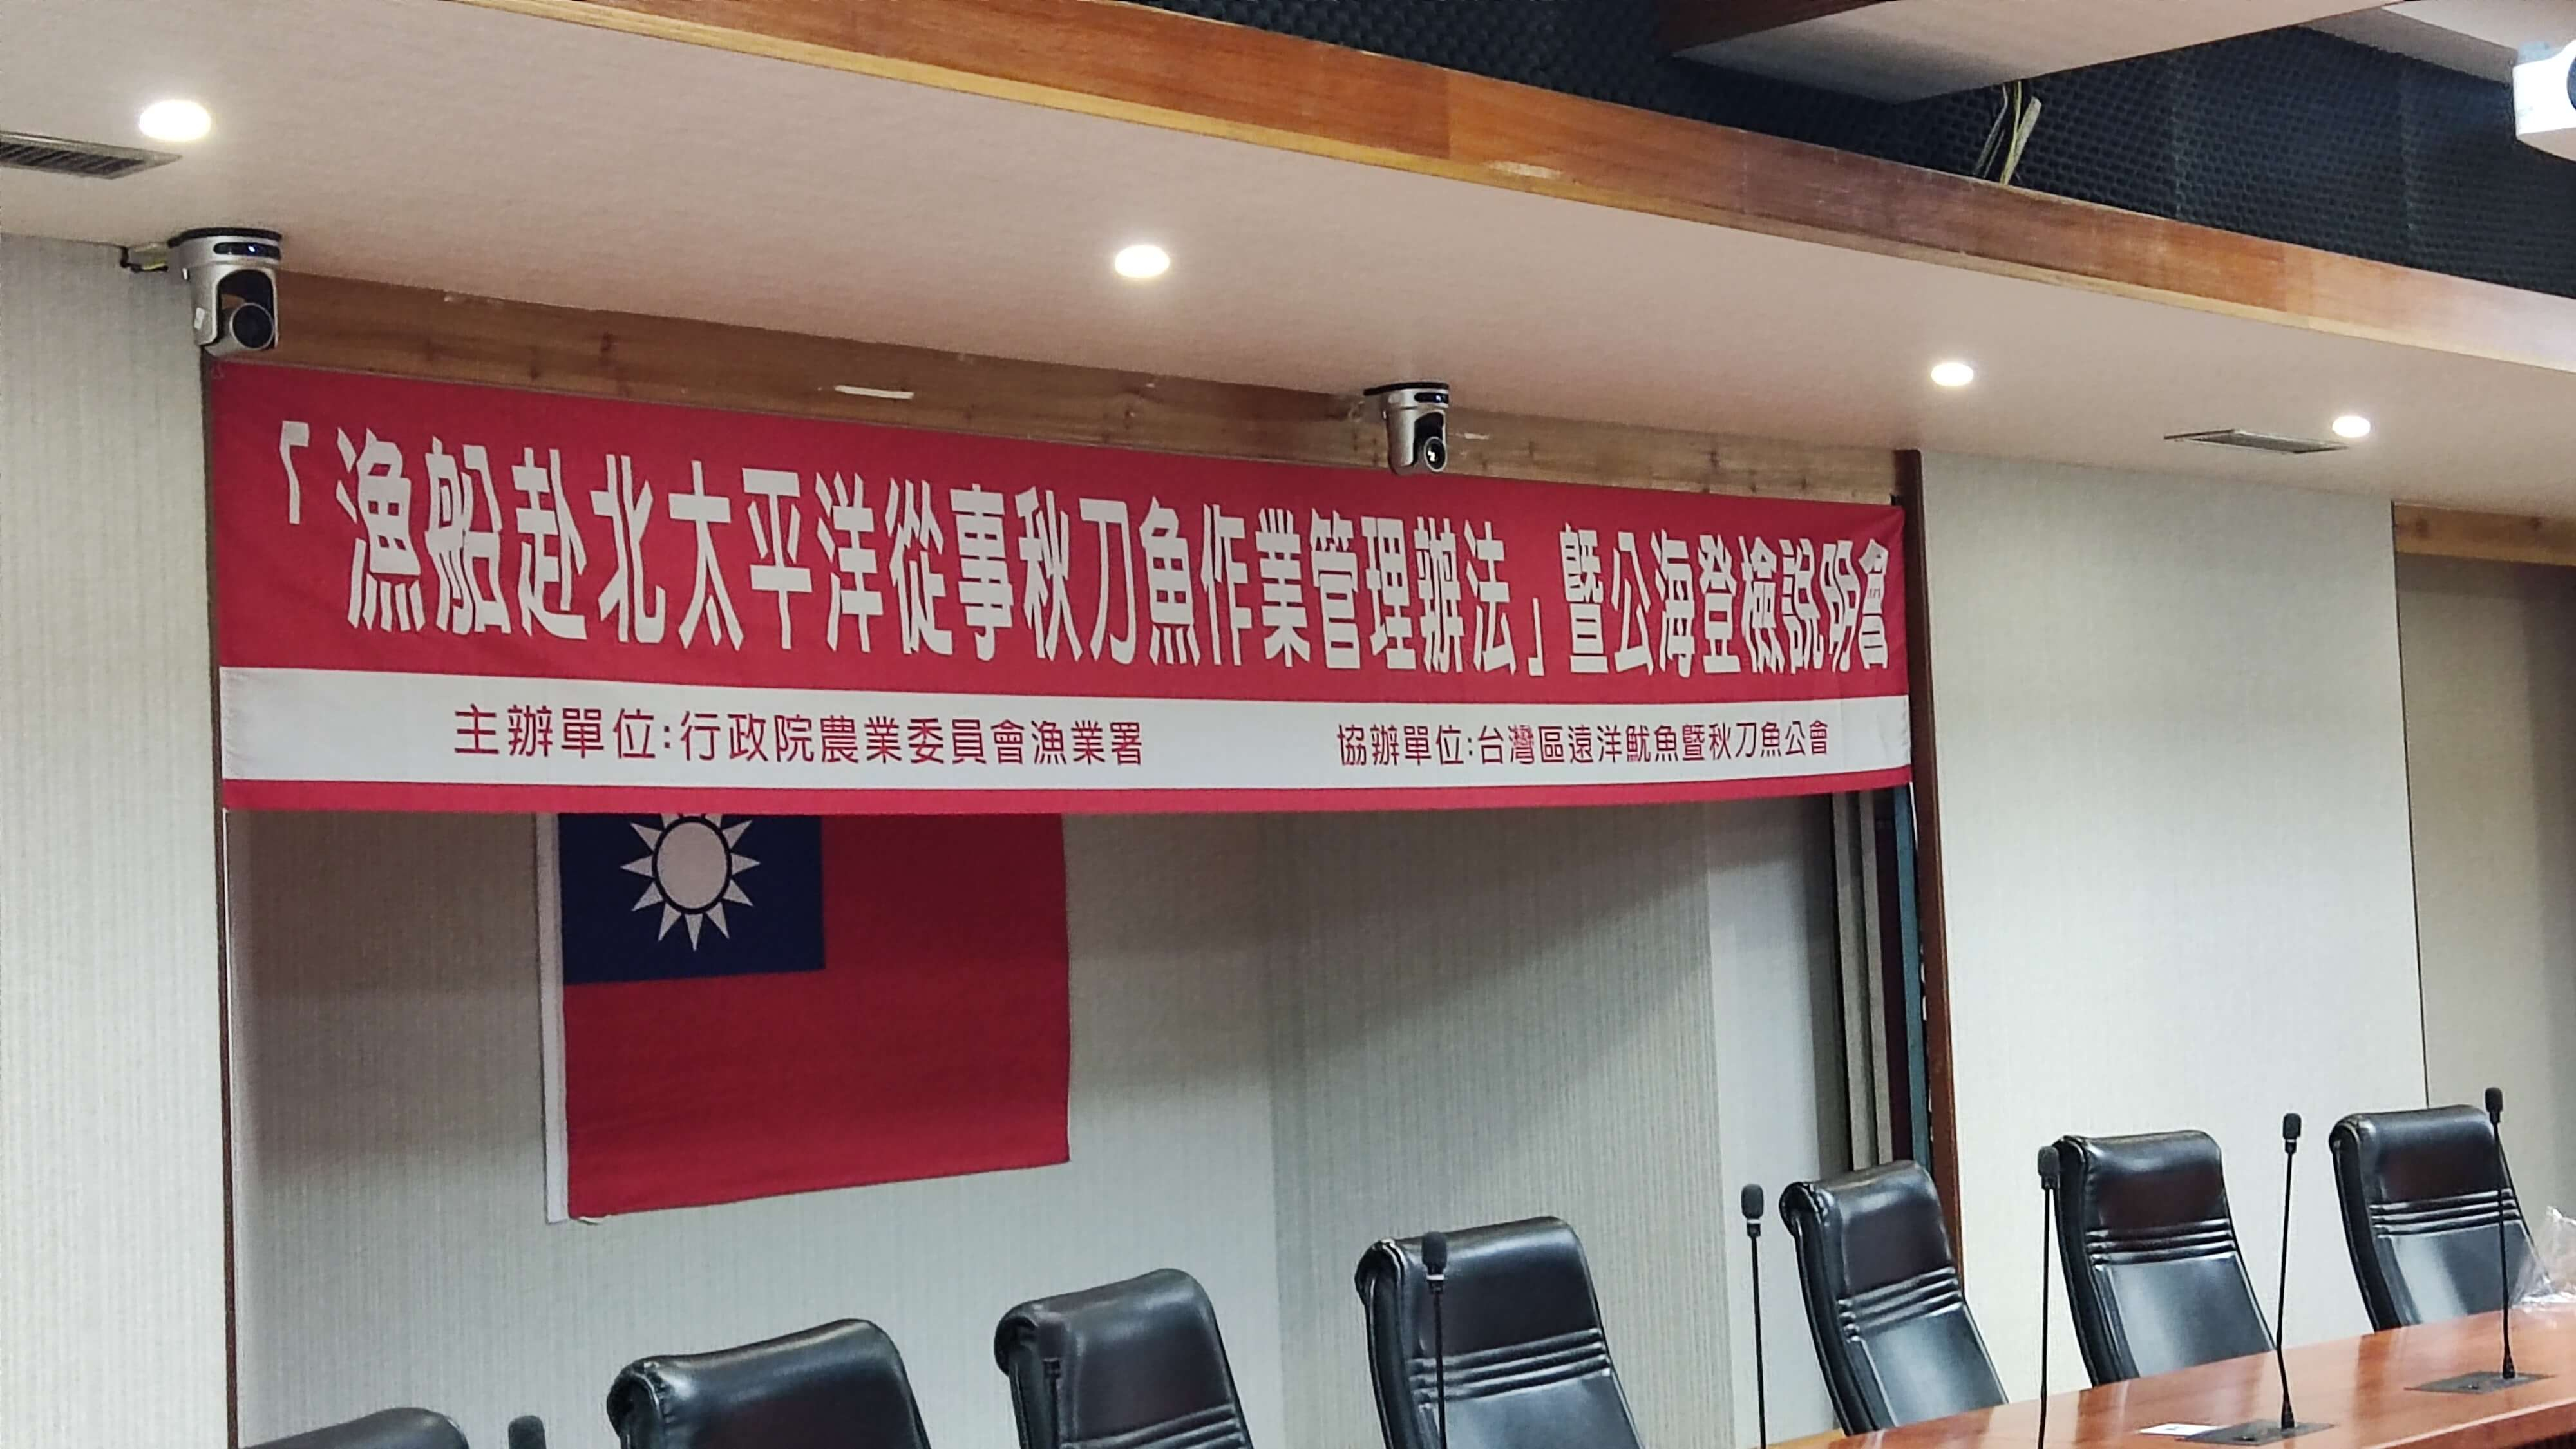 「漁船赴北太平洋從事秋刀魚作業管理辦法」暨公海登檢說明會
主辦單位:行政院農業委員會漁業署
協辦單位:台灣區遠洋魷魚暨秋刀魚公會